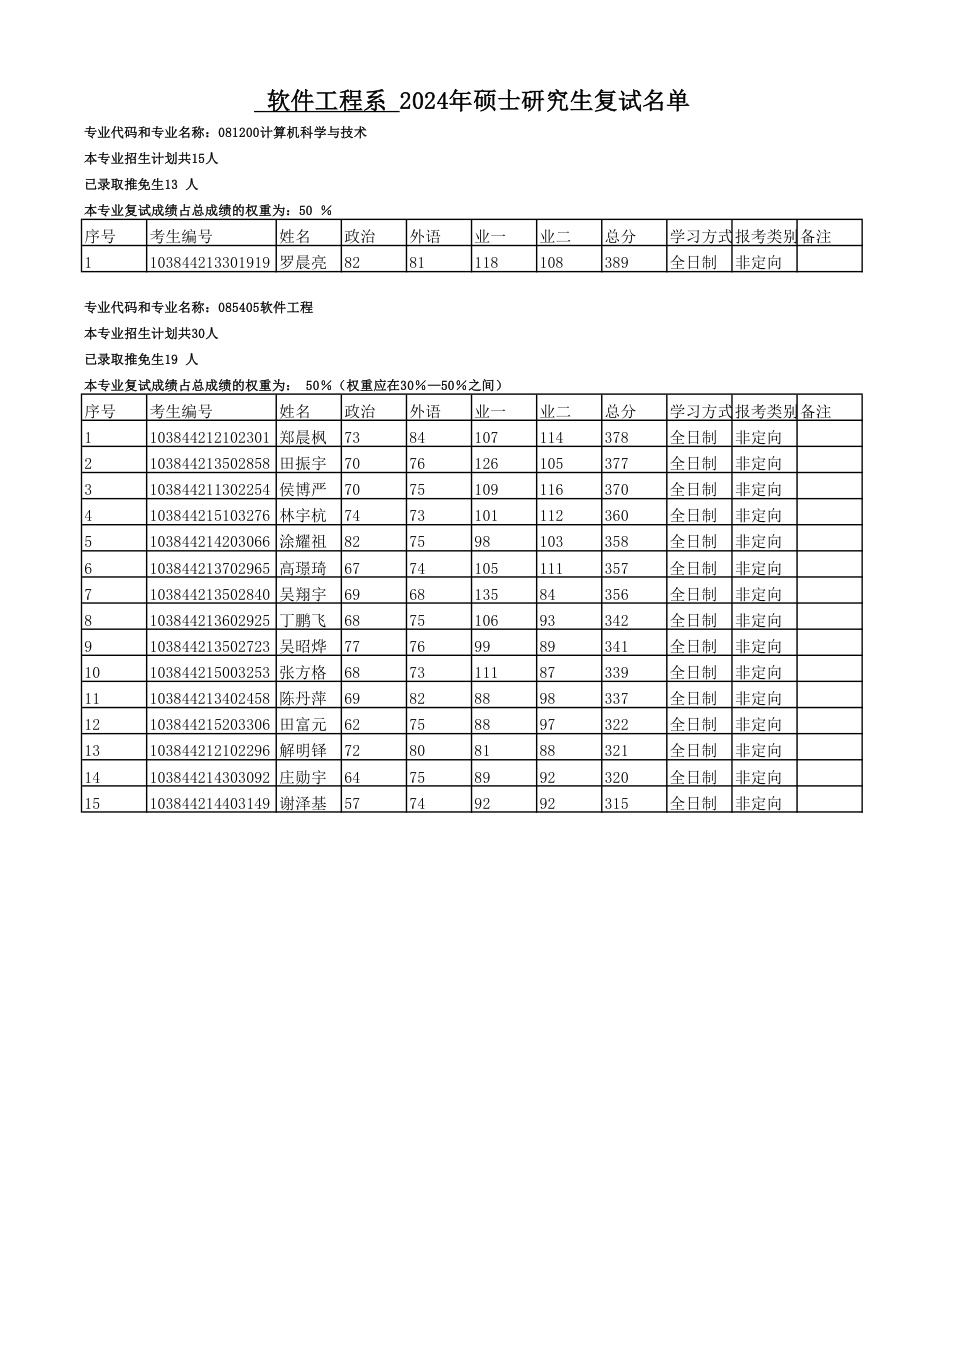 软件工程系 2024年硕士研究生复试名单
专业代码和专业名称：081200计算机科学与技术
本专业招生计划共15人
已录取推免生13 人
本专业复试成绩占总成绩的权重为：50 %
序号 考生编号 姓名 政治 外语 业一 业二 总分 学习方式 报考类别 备注
1 103844213301919 罗晨亮 82 81 118 108 389 全日制 非定向
专业代码和专业名称：085405软件工程
本专业招生计划共30人
已录取推免生19 人
本专业复试成绩占总成绩的权重为： 50%（权重应在30%—50%之间）
序号 考生编号 姓名 政治 外语 业一 业二 总分 学习方式 报考类别 备注
1 103844212102301 郑晨枫 73 84 107 114 378 全日制 非定向
2 103844213502858 田振宇 70 76 126 105 377 全日制 非定向
3 103844211302254 侯博严 70 75 109 116 370 全日制 非定向
4 103844215103276 林宇杭 74 73 101 112 360 全日制 非定向
5 103844214203066 涂耀祖 82 75 98 103 358 全日制 非定向
6 103844213702965 高璟琦 67 74 105 111 357 全日制 非定向
7 103844213502840 吴翔宇 69 68 135 84 356 全日制 非定向
8 103844213602925 丁鹏飞 68 75 106 93 342 全日制 非定向
9 103844213502723 吴昭烨 77 76 99 89 341 全日制 非定向
10 103844215003253 张方格 68 73 111 87 339 全日制 非定向
11 103844213402458 陈丹萍 69 82 88 98 337 全日制 非定向
12 103844215203306 田富元 62 75 88 97 322 全日制 非定向
13 103844212102296 解明铎 72 80 81 88 321 全日制 非定向
14 103844214303092 庄勋宇 64 75 89 92 320 全日制 非定向
15 103844214403149 谢泽基 57 74 92 92 315 全日制 非定向